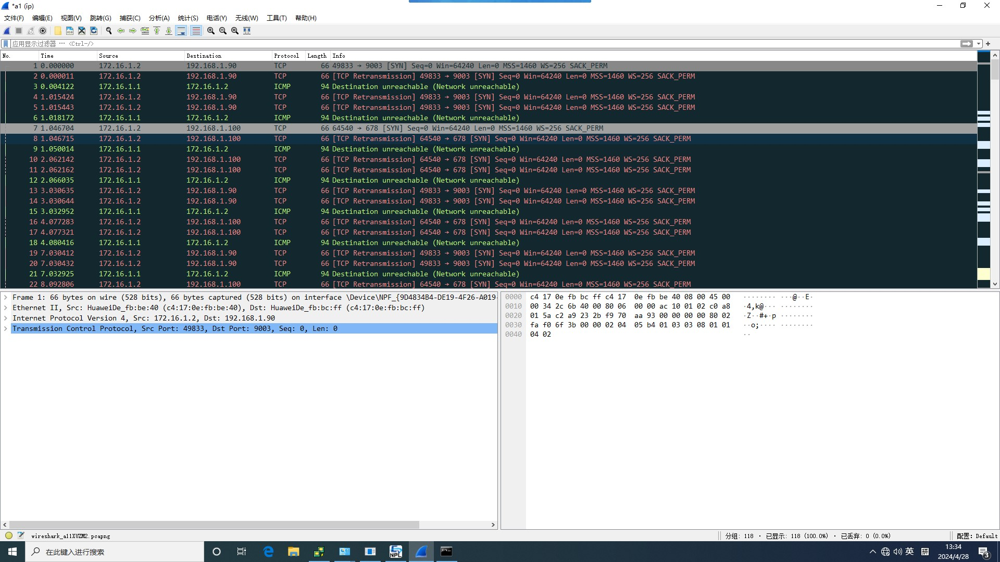 *a1 (ip)
文件(F) 编辑(E) 视图(V) 跳转(G) 捕获(C) 分析(A) 统计(S) 电话(Y) 无线(W) 工具(T) 帮助(H)
应用显示过滤器 … <Ctrl-/>
No. Time Source Destination Protocol Length Info
1 0.000000 172.16.1.2 192.168.1.90 TCP 66 49833 → 9003 [SYN] Seq=0 Win=64240 Len=0 MSS=1460 WS=256 SACK_PERM
2 0.000011 172.16.1.2 192.168.1.90 TCP 66 [TCP Retransmission] 49833 → 9003 [SYN] Seq=0 Win=64240 Len=0 MSS=1460 WS=256 SACK_PERM
3 0.004122 172.16.1.1 172.16.1.2 ICMP 94 Destination unreachable (Network unreachable)
4 1.015424 172.16.1.2 192.168.1.90 TCP 66 [TCP Retransmission] 49833 → 9003 [SYN] Seq=0 Win=64240 Len=0 MSS=1460 WS=256 SACK_PERM
5 1.015443 172.16.1.2 192.168.1.90 TCP 66 [TCP Retransmission] 49833 → 9003 [SYN] Seq=0 Win=64240 Len=0 MSS=1460 WS=256 SACK_PERM
6 1.018172 172.16.1.1 172.16.1.2 ICMP 94 Destination unreachable (Network unreachable)
7 1.046704 172.16.1.2 192.168.1.100 TCP 66 64540 → 678 [SYN] Seq=0 Win=64240 Len=0 MSS=1460 WS=256 SACK_PERM
8 1.046715 172.16.1.2 192.168.1.100 TCP 66 [TCP Retransmission] 64540 → 678 [SYN] Seq=0 Win=64240 Len=0 MSS=1460 WS=256 SACK_PERM
9 1.050014 172.16.1.1 172.16.1.2 ICMP 94 Destination unreachable (Network unreachable)
10 2.062142 172.16.1.2 192.168.1.100 TCP 66 [TCP Retransmission] 64540 → 678 [SYN] Seq=0 Win=64240 Len=0 MSS=1460 WS=256 SACK_PERM
11 2.062162 172.16.1.2 192.168.1.100 TCP 66 [TCP Retransmission] 64540 → 678 [SYN] Seq=0 Win=64240 Len=0 MSS=1460 WS=256 SACK_PERM
12 2.066035 172.16.1.1 172.16.1.2 ICMP 94 Destination unreachable (Network unreachable)
13 3.030635 172.16.1.2 192.168.1.90 TCP 66 [TCP Retransmission] 49833 → 9003 [SYN] Seq=0 Win=64240 Len=0 MSS=1460 WS=256 SACK_PERM
14 3.030644 172.16.1.2 192.168.1.90 TCP 66 [TCP Retransmission] 49833 → 9003 [SYN] Seq=0 Win=64240 Len=0 MSS=1460 WS=256 SACK_PERM
15 3.032952 172.16.1.1 172.16.1.2 ICMP 94 Destination unreachable (Network unreachable)
16 4.077283 172.16.1.2 192.168.1.100 TCP 66 [TCP Retransmission] 64540 → 678 [SYN] Seq=0 Win=64240 Len=0 MSS=1460 WS=256 SACK_PERM
17 4.077321 172.16.1.2 192.168.1.100 TCP 66 [TCP Retransmission] 64540 → 678 [SYN] Seq=0 Win=64240 Len=0 MSS=1460 WS=256 SACK_PERM
18 4.080416 172.16.1.1 172.16.1.2 ICMP 94 Destination unreachable (Network unreachable)
19 7.030412 172.16.1.2 192.168.1.90 TCP 66 [TCP Retransmission] 49833 → 9003 [SYN] Seq=0 Win=64240 Len=0 MSS=1460 WS=256 SACK_PERM
20 7.030432 172.16.1.2 192.168.1.90 TCP 66 [TCP Retransmission] 49833 → 9003 [SYN] Seq=0 Win=64240 Len=0 MSS=1460 WS=256 SACK_PERM
21 7.032925 172.16.1.1 172.16.1.2 ICMP 94 Destination unreachable (Network unreachable)
22 8.092806 172.16.1.2 192.168.1.100 TCP 66 [TCP Retransmission] 64540 → 678 [SYN] Seq=0 Win=64240 Len=0 MSS=1460 WS=256 SACK_PERM
Frame 1: 66 bytes on wire (528 bits), 66 bytes captured (528 bits) on interface \Device\NPF_{9D4834B4-DE19-4F26-A019-
Ethernet II, Src: HuaweiDe_fb:be:40 (c4:17:0e:fb:be:40), Dst: HuaweiDe_fb:bc:ff (c4:17:0e:fb:bc:ff)
Internet Protocol Version 4, Src: 172.16.1.2, Dst: 192.168.1.90
Transmission Control Protocol, Src Port: 49833, Dst Port: 9003, Seq: 0, Len: 0
0000 c4 17 0e fb bc ff c4 17 0e fb be 40 08 00 45 00 ········ ···@··E·
0010 00 34 2c 6b 40 00 80 06 00 00 ac 10 01 02 c0 a8 ·4,k@··· ········
0020 01 5a c2 a9 23 2b f9 70 aa 93 00 00 00 00 80 02 ·Z··#+·p ········
0030 fa f0 6f 3b 00 00 02 04 05 b4 01 03 03 08 01 01 ··o;···· ········
0040 04 02 ··
wireshark_a11XUZM2.pcapng
分组: 118 · 已显示: 118 (100.0%) · 已丢弃: 0 (0.0%)
配置: Default
在此键入进行搜索
NPL
英
13:34
2024/4/28
3